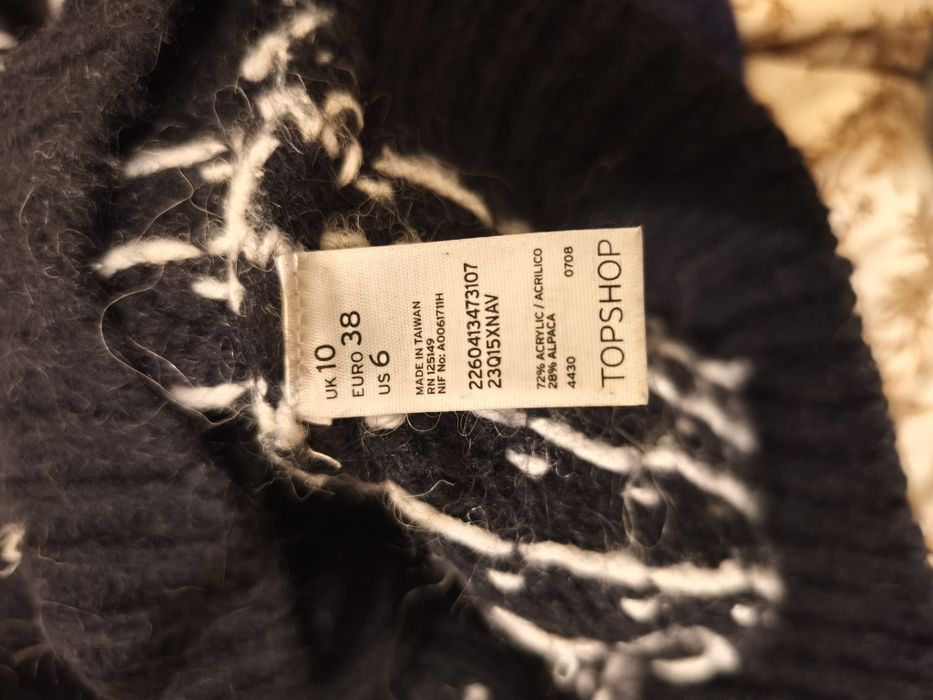 UK 10
EURO 38
US 6
MADE IN TAIWAN
RN 125149
NIF No: A0061711H
2260413473107
23Q15XNAV
72% ACRYLIC / ACRILICO
28% ALPACA
4430 0708
TOPSHOP